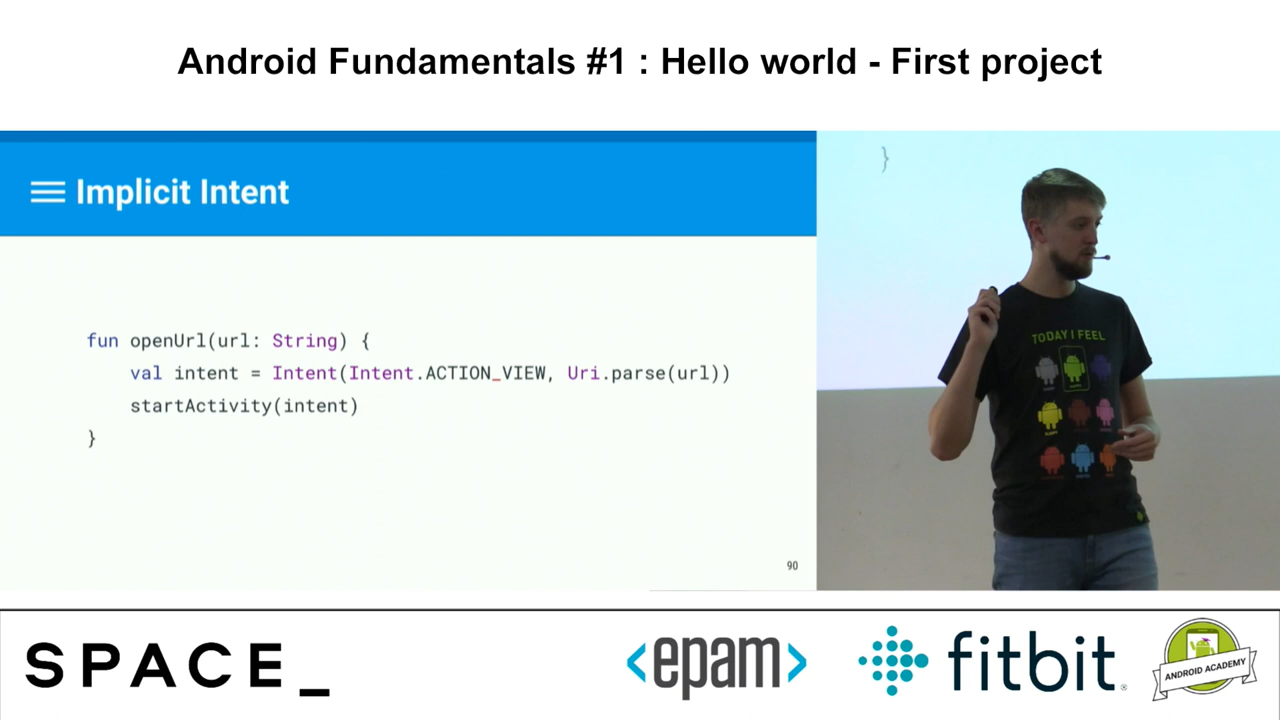 Android Fundamentals #1 : Hello world - First project
Implicit Intent
fun openUrl(url: String) {
val intent = Intent(Intent.ACTION_VIEW, Uri.parse(url))
startActivity(intent)
}
90
}
TODAY I FEEL
SPACE_
<epam>
fitbit®
ANDROID ACADEMY